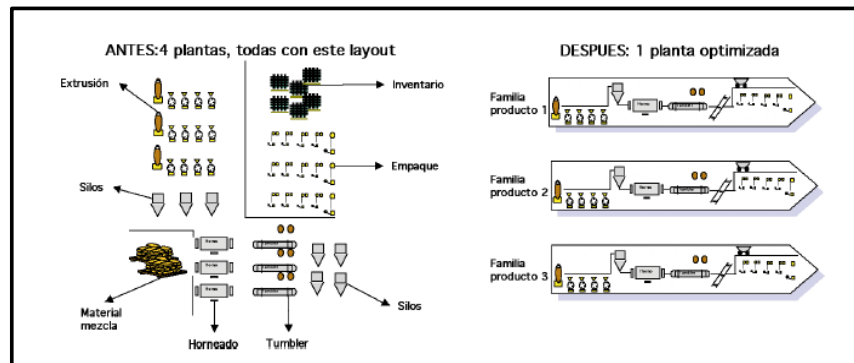 ANTES:4 plantas, todas con este layout
Extrusión
Inventario
Empaque
Silos
Silos
Material
mezcla
Horneado
Tumbler
DESPUES: 1 planta optimizada
Familia
producto 1
Familia
producto 2
Familia
producto 3